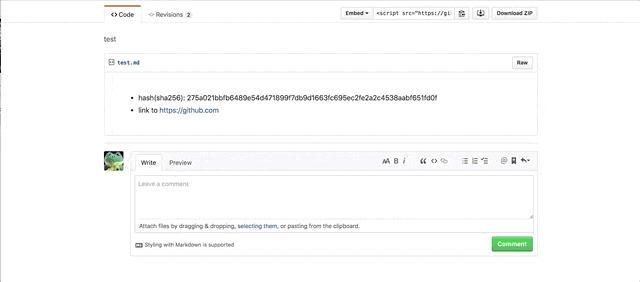 Code
Revisions 2
Embed
<script src="https://gi
Download ZIP
test
test.md
Raw
hash(sha256): 275a021bbfb6489e54d471899f7db9d1663fc695ec2fe2a2c4538aabf651fd0f
link to https://github.com
Write
Preview
AA B i
Leave a comment
Attach files by dragging & dropping, selecting them, or pasting from the clipboard.
Styling with Markdown is supported
Comment